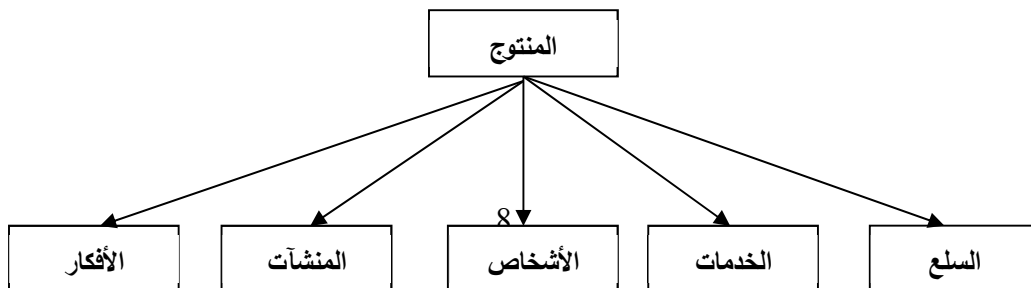 المنتوج
8
السلع
الخدمات
الأشخاص
المنشآت
الأفكار